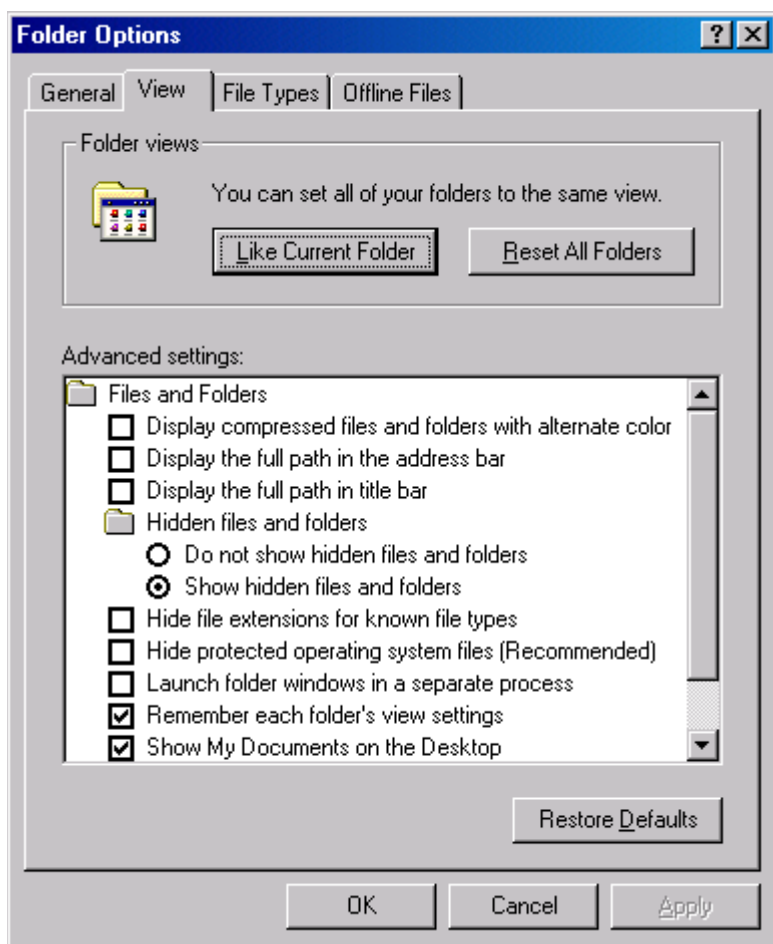 Folder Options
General View File Types Offline Files
Folder views
You can set all of your folders to the same view.
Like Current Folder Reset All Folders
Advanced settings:
Files and Folders
Display compressed files and folders with alternate color
Display the full path in the address bar
Display the full path in title bar
Hidden files and folders
Do not show hidden files and folders
Show hidden files and folders
Hide file extensions for known file types
Hide protected operating system files (Recommended)
Launch folder windows in a separate process
Remember each folder's view settings
Show My Documents on the Desktop
Restore Defaults
OK Cancel Apply